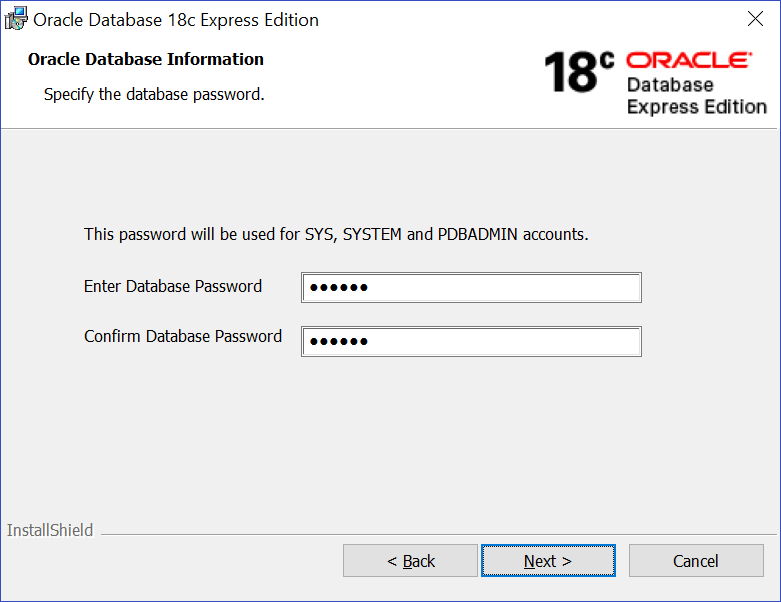 Oracle Database 18c Express Edition
Oracle Database Information
Specify the database password.
18c ORACLE
Database
Express Edition
This password will be used for SYS, SYSTEM and PDBADMIN accounts.
Enter Database Password ••••••
Confirm Database Password ••••••
InstallShield
< Back Next > Cancel